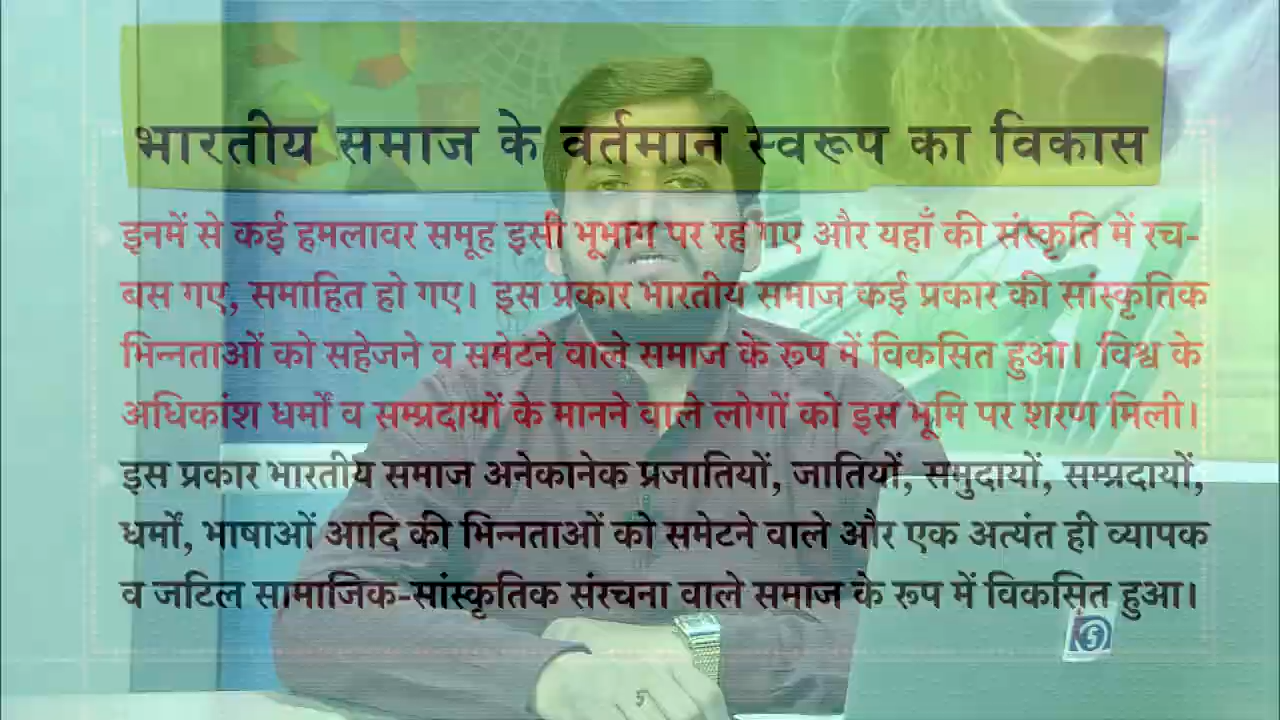 भारतीय समाज के वर्तमान स्वरूप का विकास
इनमें से कई हमलावर समूह इसी भूभाग पर रह गए और यहाँ की संस्कृति में रच-
बस गए, समाहित हो गए। इस प्रकार भारतीय समाज कई प्रकार की सांस्कृतिक
भिन्नताओं को सहेजने व समेटने वाले समाज के रूप में विकसित हुआ। विश्व के
अधिकांश धर्मों व सम्प्रदायों के मानने वाले लोगों को इस भूमि पर शरण मिली।
इस प्रकार भारतीय समाज अनेकानेक प्रजातियों, जातियों, समुदायों, सम्प्रदायों,
धर्मों, भाषाओं आदि की भिन्नताओं को समेटने वाले और एक अत्यंत ही व्यापक
व जटिल सामाजिक-सांस्कृतिक संरचना वाले समाज के रूप में विकसित हुआ।